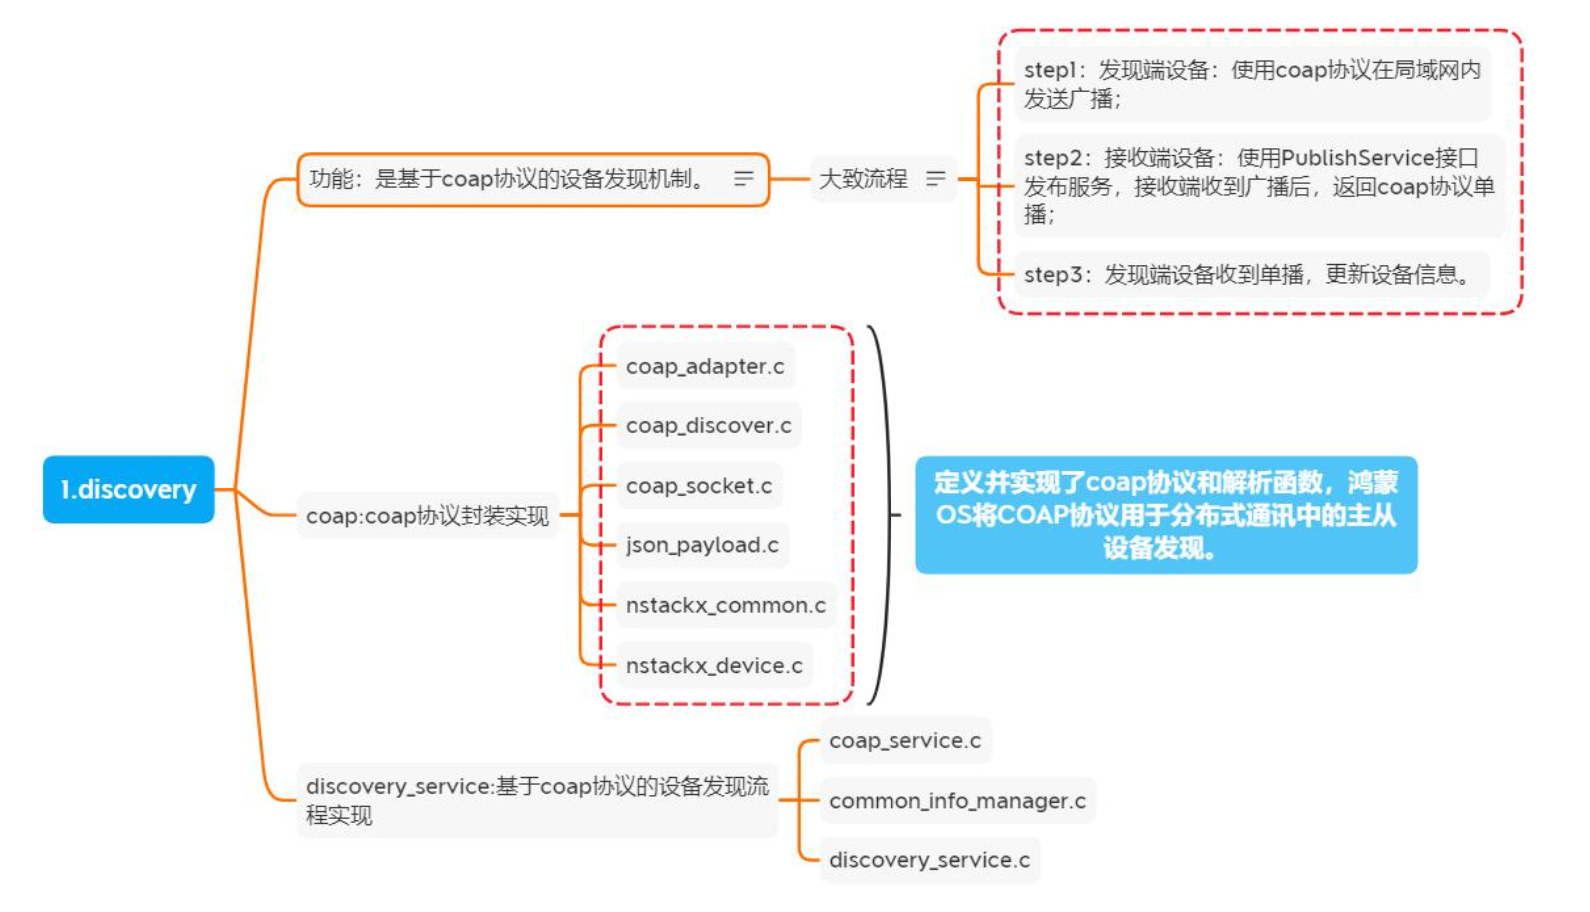 1.discovery
功能：是基于coap协议的设备发现机制。
大致流程
step1：发现端设备：使用coap协议在局域网内
发送广播；
step2：接收端设备：使用PublishService接口
发布服务，接收端收到广播后，返回coap协议单
播；
step3：发现端设备收到单播，更新设备信息。
coap:coap协议封装实现
coap_adapter.c
coap_discover.c
coap_socket.c
json_payload.c
nstackx_common.c
nstackx_device.c
定义并实现了coap协议和解析函数，鸿蒙
OS将COAP协议用于分布式通讯中的主从
设备发现。
discovery_service:基于coap协议的设备发现流
程实现
coap_service.c
common_info_manager.c
discovery_service.c